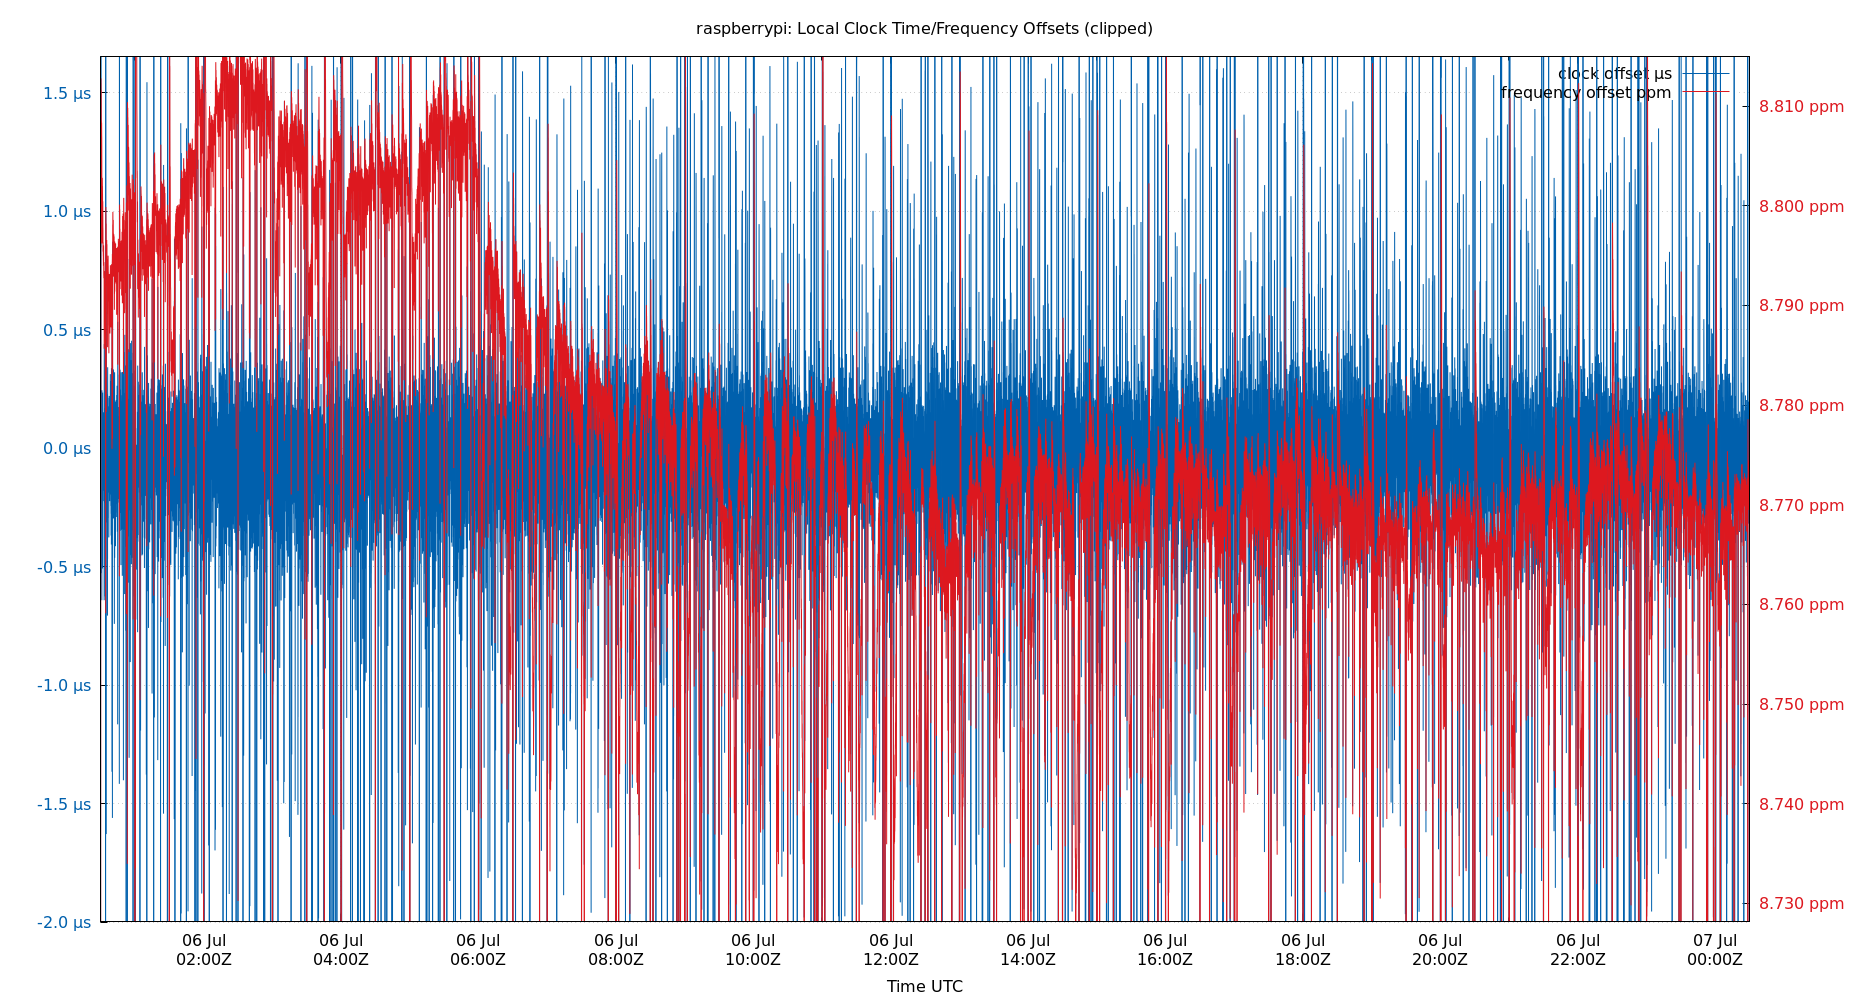 raspberrypi: Local Clock Time/Frequency Offsets (clipped)
clock offset µs
frequency offset ppm
1.5 µs
1.0 µs
0.5 µs
0.0 µs
-0.5 µs
-1.0 µs
-1.5 µs
-2.0 µs
8.810 ppm
8.800 ppm
8.790 ppm
8.780 ppm
8.770 ppm
8.760 ppm
8.750 ppm
8.740 ppm
8.730 ppm
06 Jul 06 Jul 06 Jul 06 Jul 06 Jul 06 Jul 06 Jul 06 Jul 06 Jul 06 Jul 06 Jul 07 Jul
02:00Z 04:00Z 06:00Z 08:00Z 10:00Z 12:00Z 14:00Z 16:00Z 18:00Z 20:00Z 22:00Z 00:00Z
Time UTC